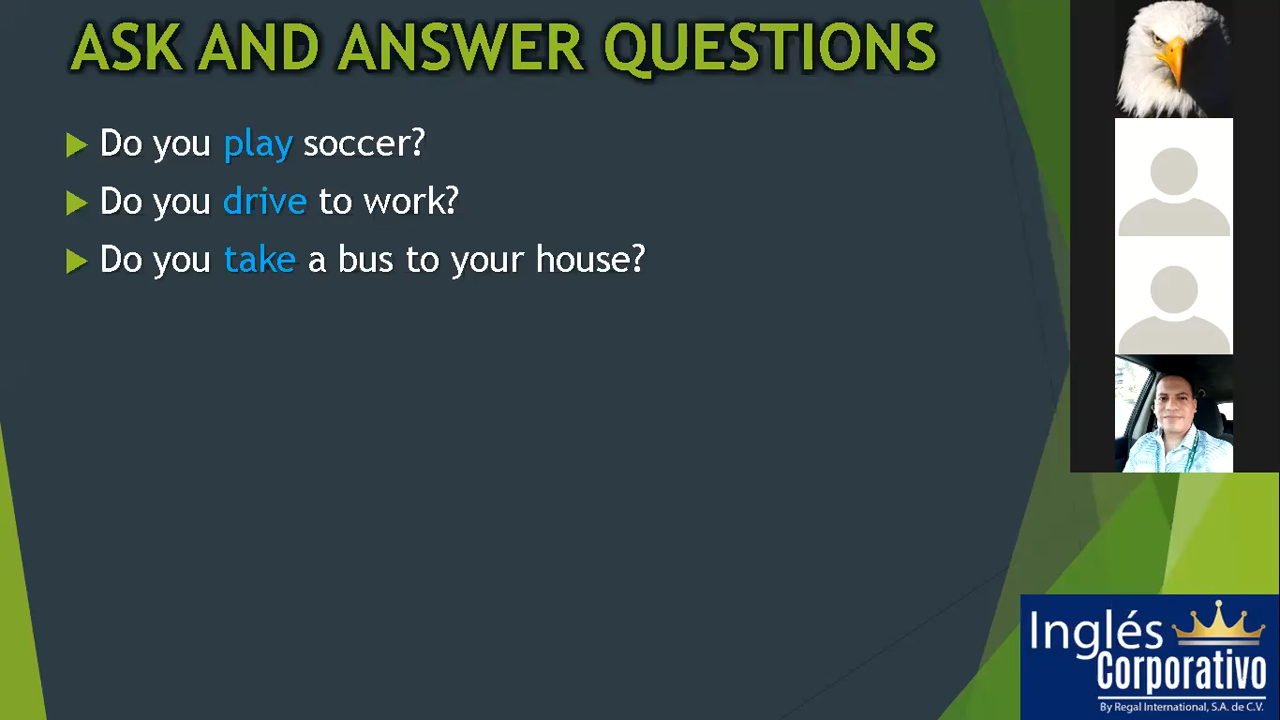 ASK AND ANSWER QUESTIONS
Do you play soccer?
Do you drive to work?
Do you take a bus to your house?
Inglés
Corporativo
By Regal International, S.A. de C.V.